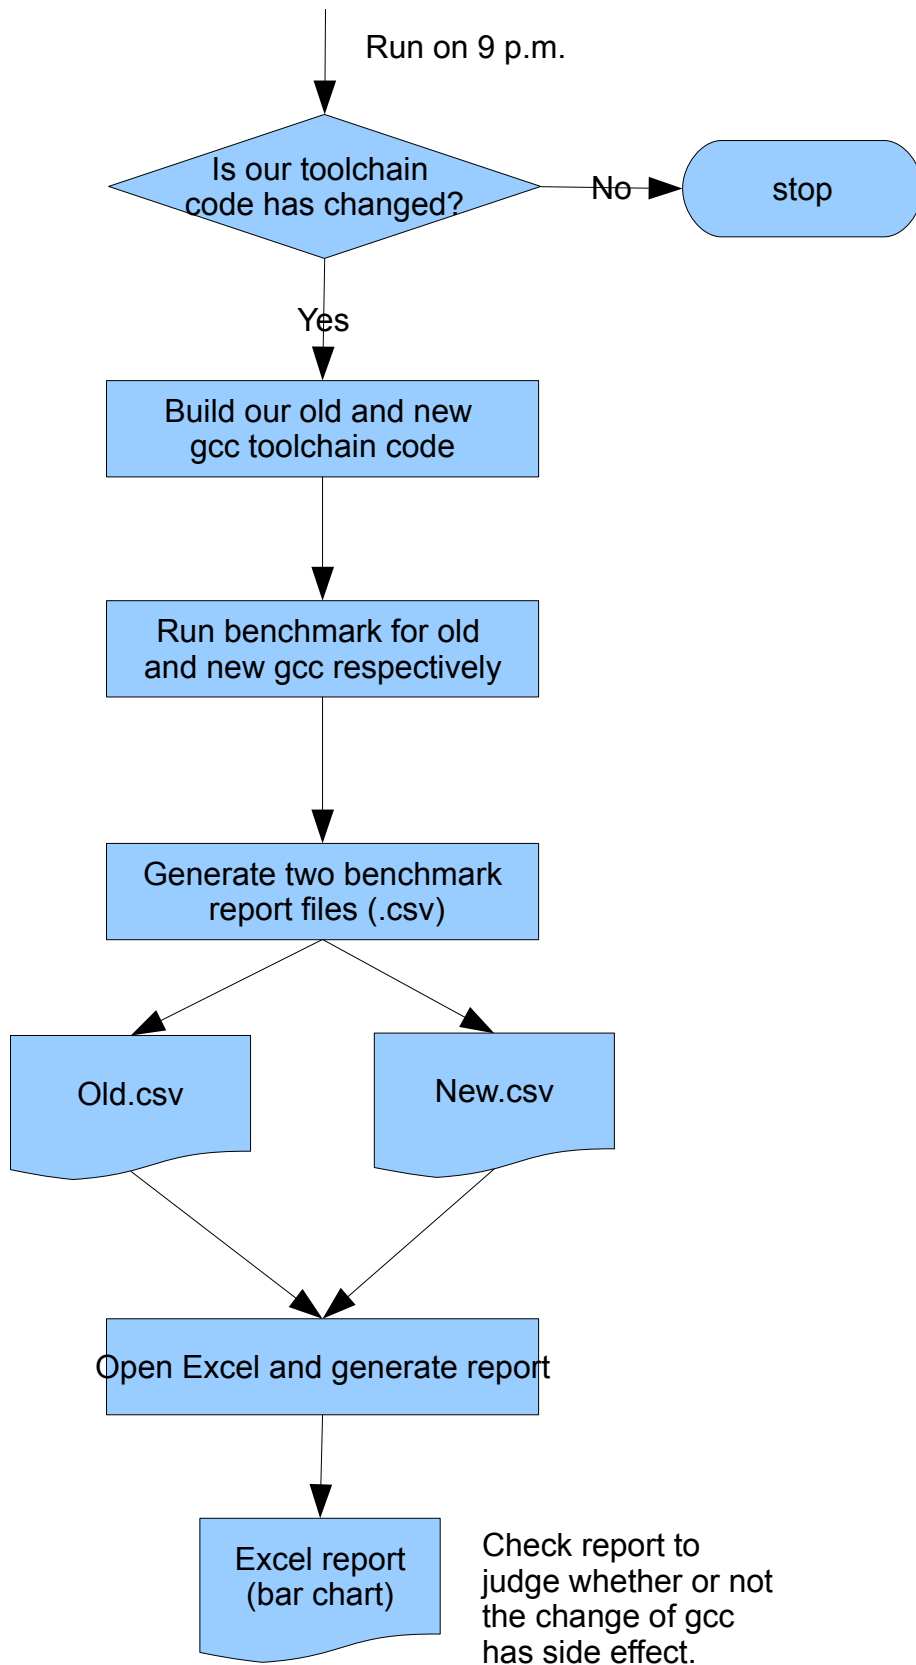 Run on 9 p.m.
Is our toolchain
code has changed?
No
stop
Yes
Build our old and new
gcc toolchain code
Run benchmark for old
and new gcc respectively
Generate two benchmark
report files (.csv)
Old.csv
New.csv
Open Excel and generate report
Excel report
(bar chart)
Check report to
judge whether or not
the change of gcc
has side effect.